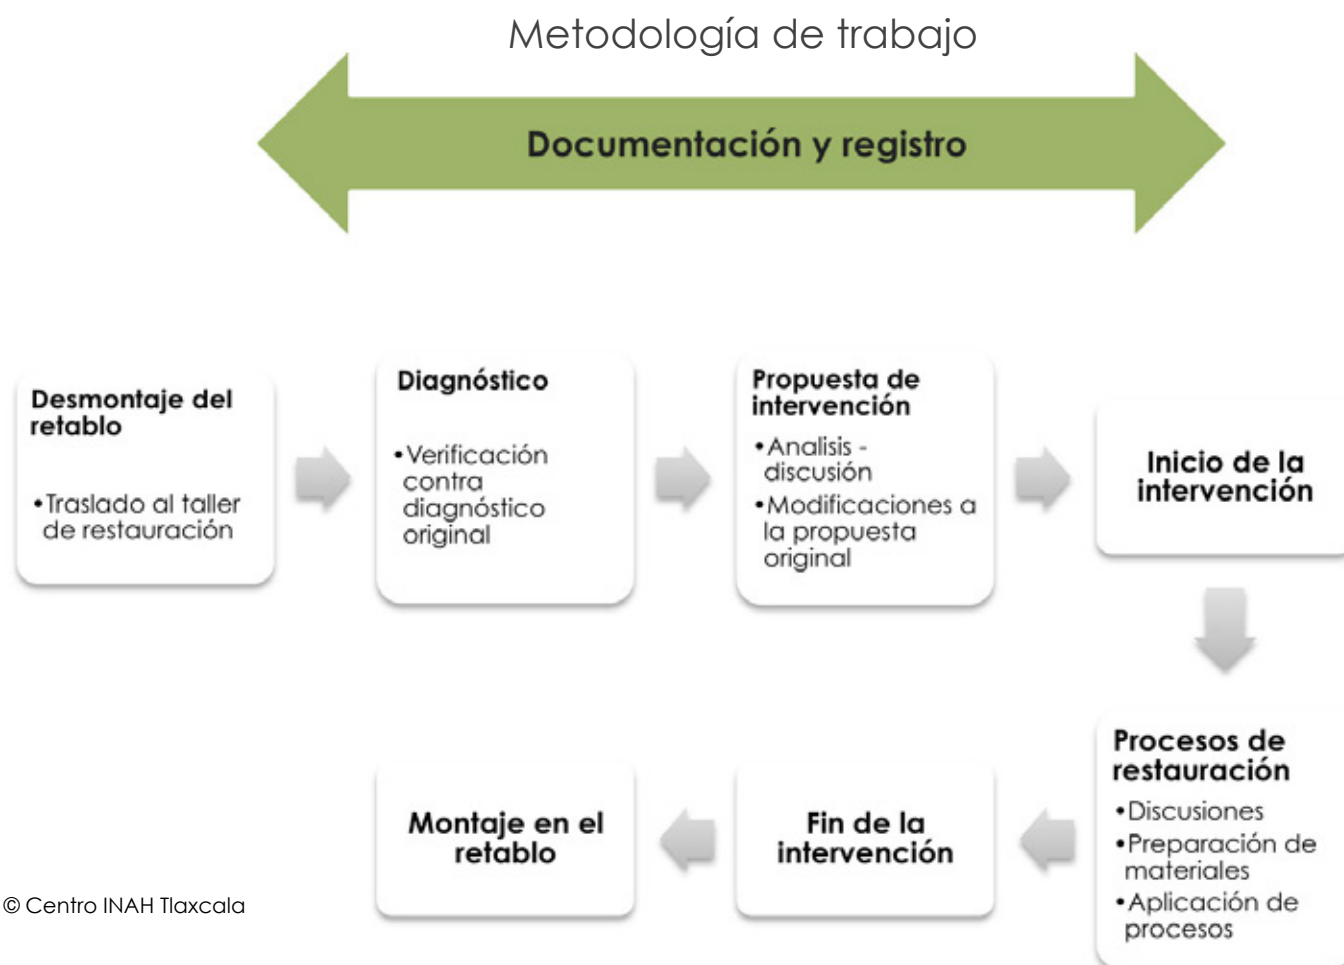 Metodología de trabajo
Documentación y registro
Desmontaje del
retablo
•Traslado al taller
de restauración
Diagnóstico
•Verificación
contra
diagnóstico
original
Propuesta de
intervención
•Analisis -
discusión
•Modificaciones a
la propuesta
original
Inicio de la
intervención
Procesos de
restauración
•Discusiones
•Preparación de
materiales
•Aplicación de
procesos
Fin de la
intervención
Montaje en el
retablo
© Centro INAH Tlaxcala